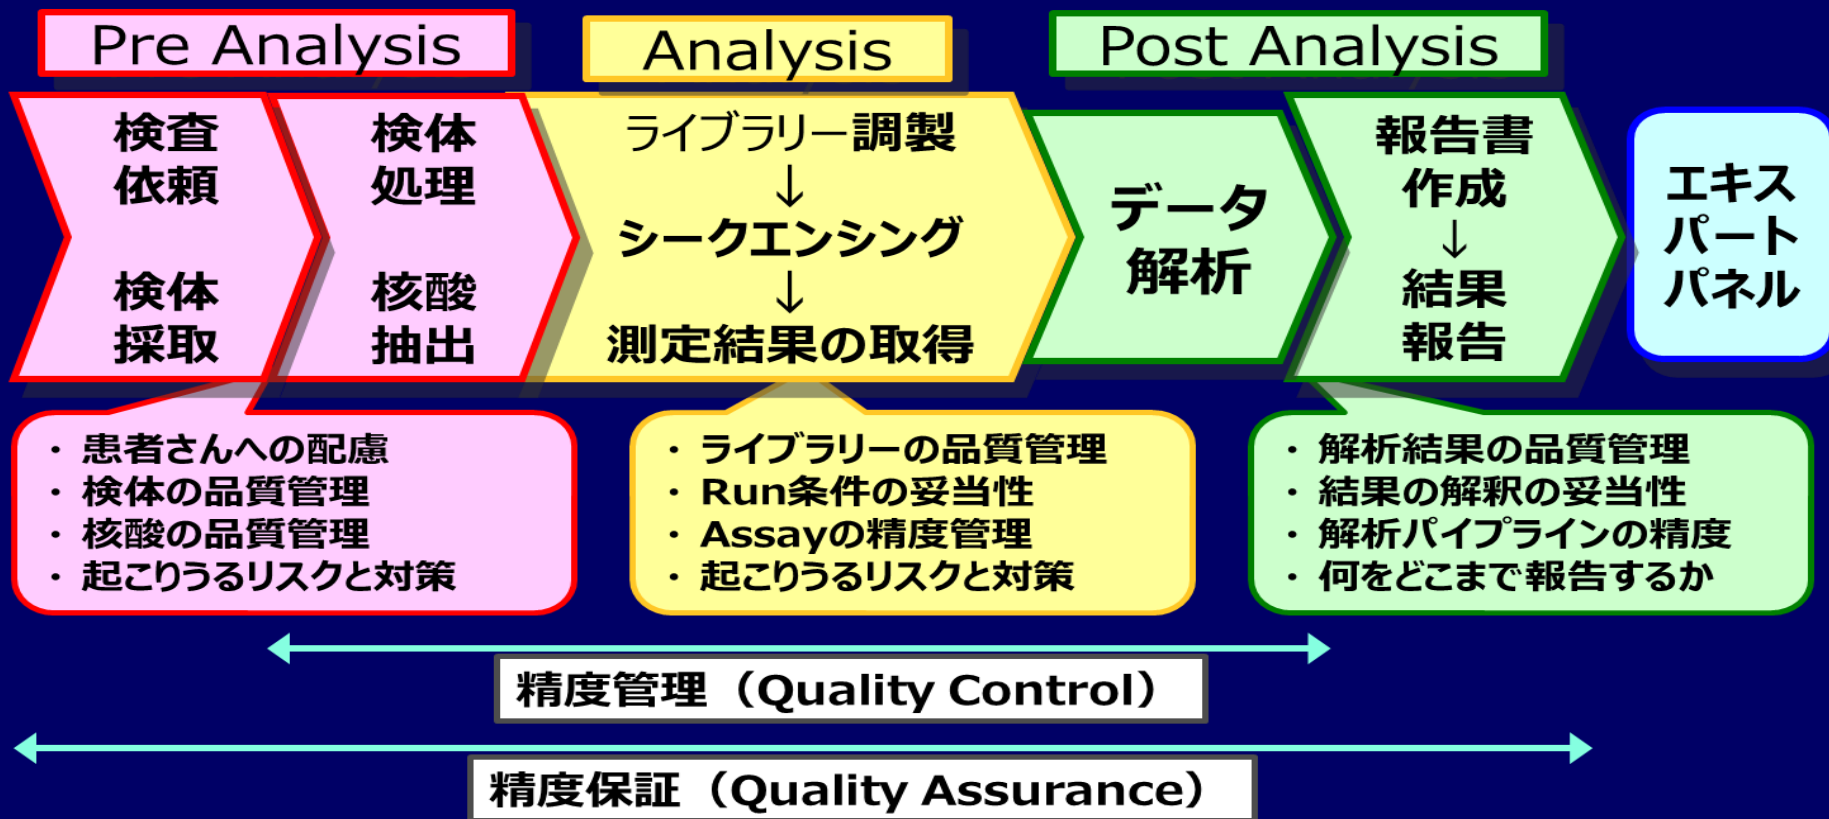 Pre Analysis
Analysis
Post Analysis
検査
依頼
検体
採取
検体
処理
核酸
抽出
ライブラリー調製
↓
シークエンシング
↓
測定結果の取得
データ
解析
報告書
作成
↓
結果
報告
エキス
パート
パネル
・ 患者さんへの配慮
・ 検体の品質管理
・ 核酸の品質管理
・ 起こりうるリスクと対策
・ ライブラリーの品質管理
・ Run条件の妥当性
・ Assayの精度管理
・ 起こりうるリスクと対策
・ 解析結果の品質管理
・ 結果の解釈の妥当性
・ 解析パイプラインの精度
・ 何をどこまで報告するか
精度管理（Quality Control）
精度保証（Quality Assurance）